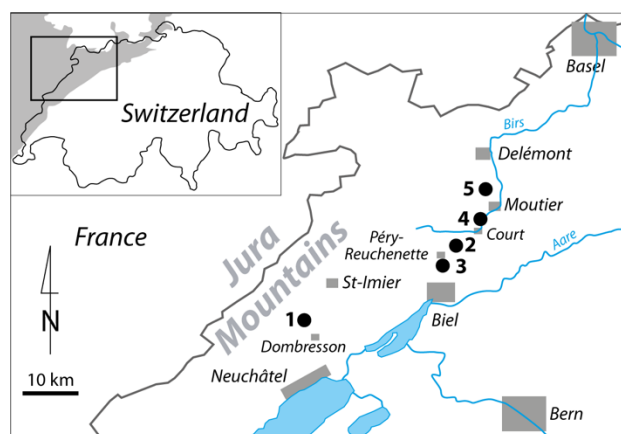 Switzerland
Basel
Birs
Delémont
5
Moutier
4
Court
France
Jura
Mountains
Péry-
Reuchenette
2
Aare
3
St-Imier
Biel
1
N
Dombresson
10 km
Neuchâtel
Bern